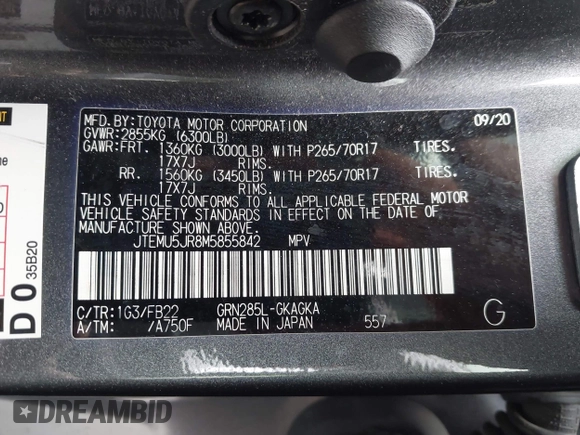 MFD.BY:TOYOTA MOTOR CORPORATION 09/20
GVWR:2855KG (6300LB)
GAWR:FRT. 1360KG (3000LB) WITH P265/70R17 TIRES.
17X7J RIMS.
RR. 1560KG (3450LB) WITH P265/70R17 TIRES.
17X7J RIMS.
THIS VEHICLE CONFORMS TO ALL APPLICABLE FEDERAL MOTOR
VEHICLE SAFETY STANDARDS IN EFFECT ON THE DATE OF
MANUFACTURE SHOWN ABOVE.
JTEMU5JR8M5855842 MPV
C/TR:1G3/FB22 GRN285L-GKAGKA
A/TM: /A750F MADE IN JAPAN 557 G
D 0 35B20
DREAMBID